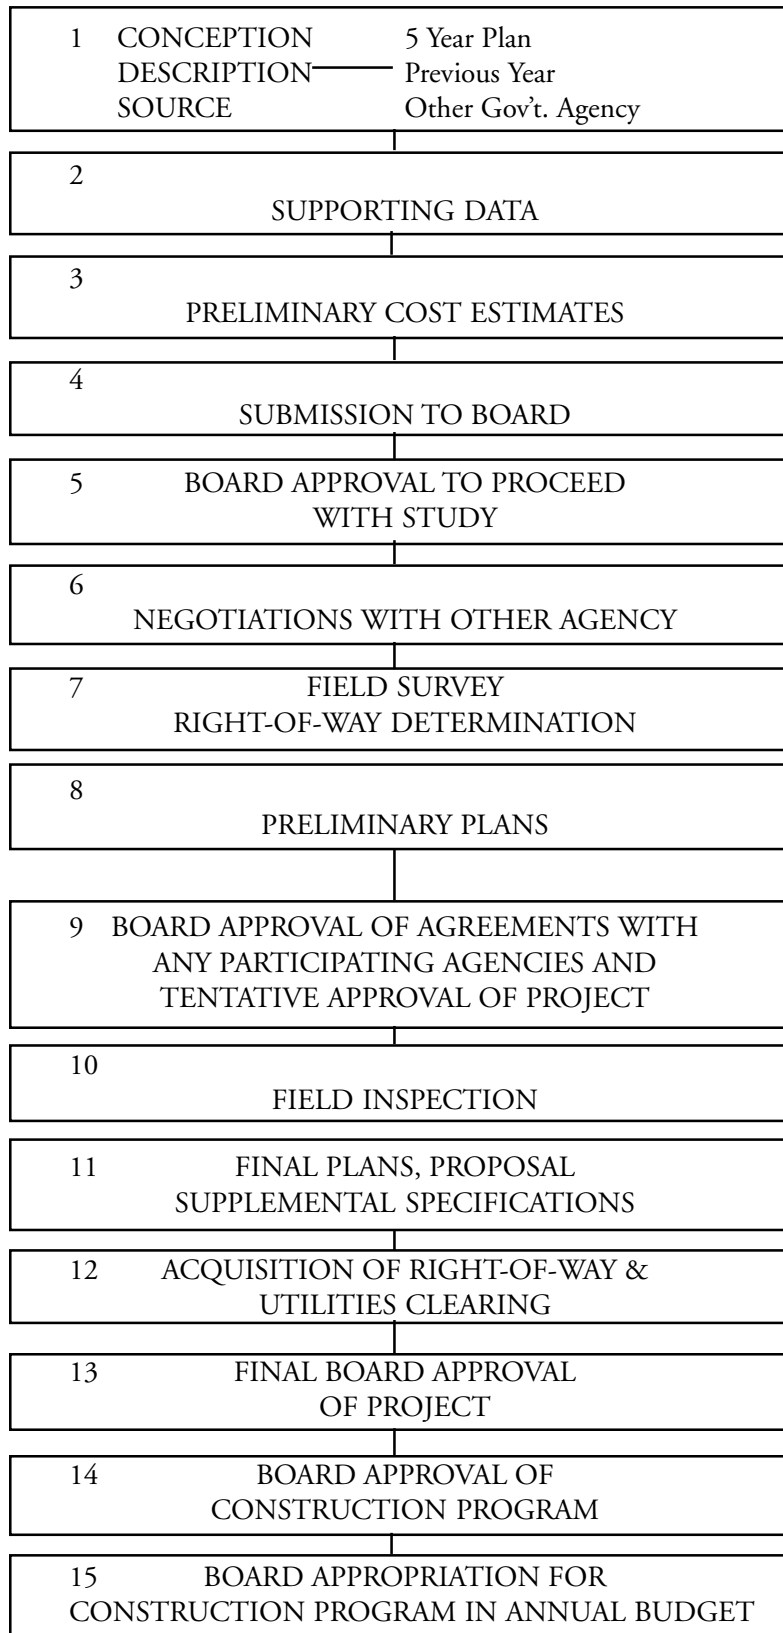 1 CONCEPTION 5 Year Plan
DESCRIPTION Previous Year
SOURCE Other Gov't. Agency
2
SUPPORTING DATA
3
PRELIMINARY COST ESTIMATES
4
SUBMISSION TO BOARD
5 BOARD APPROVAL TO PROCEED
WITH STUDY
6
NEGOTIATIONS WITH OTHER AGENCY
7 FIELD SURVEY
RIGHT-OF-WAY DETERMINATION
8
PRELIMINARY PLANS
9 BOARD APPROVAL OF AGREEMENTS WITH
ANY PARTICIPATING AGENCIES AND
TENTATIVE APPROVAL OF PROJECT
10
FIELD INSPECTION
11 FINAL PLANS, PROPOSAL
SUPPLEMENTAL SPECIFICATIONS
12 ACQUISITION OF RIGHT-OF-WAY &
UTILITIES CLEARING
13 FINAL BOARD APPROVAL
OF PROJECT
14 BOARD APPROVAL OF
CONSTRUCTION PROGRAM
15 BOARD APPROPRIATION FOR
CONSTRUCTION PROGRAM IN ANNUAL BUDGET